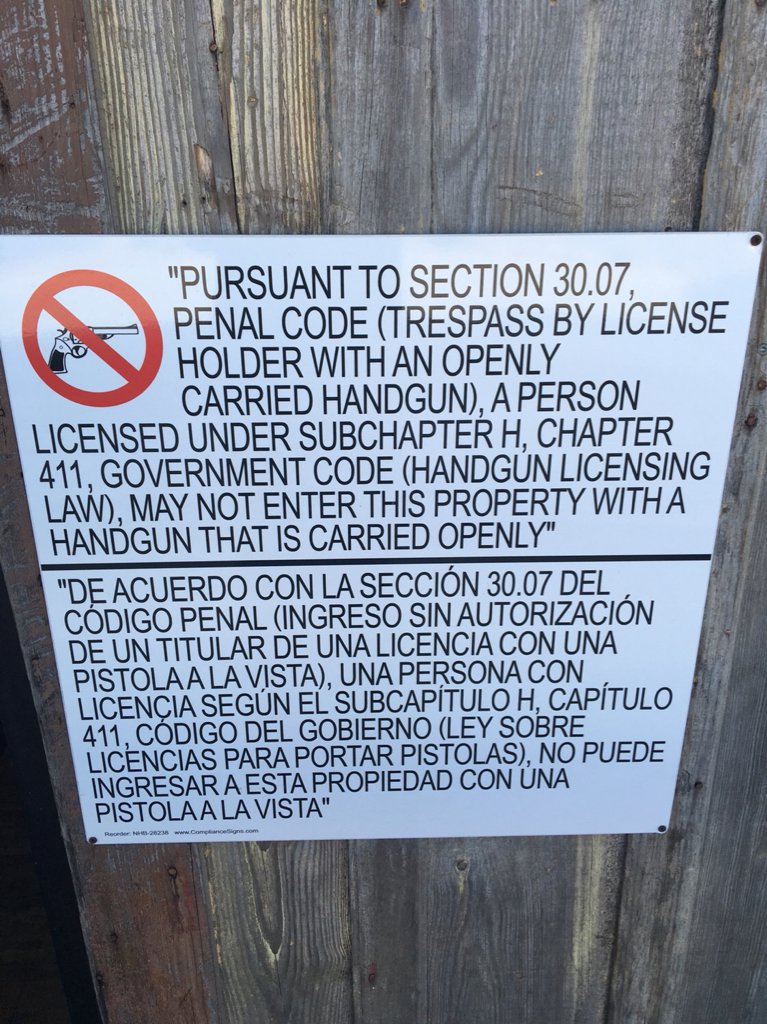 "PURSUANT TO SECTION 30.07,
PENAL CODE (TRESPASS BY LICENSE
HOLDER WITH AN OPENLY
CARRIED HANDGUN), A PERSON
LICENSED UNDER SUBCHAPTER H, CHAPTER
411, GOVERNMENT CODE (HANDGUN LICENSING
LAW), MAY NOT ENTER THIS PROPERTY WITH A
HANDGUN THAT IS CARRIED OPENLY"
"DE ACUERDO CON LA SECCIÓN 30.07 DEL
CÓDIGO PENAL (INGRESO SIN AUTORIZACIÓN
DE UN TITULAR DE UNA LICENCIA CON UNA
PISTOLA A LA VISTA), UNA PERSONA CON
LICENCIA SEGÚN EL SUBCAPÍTULO H, CAPÍTULO
411, CÓDIGO DEL GOBIERNO (LEY SOBRE
LICENCIAS PARA PORTAR PISTOLAS), NO PUEDE
INGRESAR A ESTA PROPIEDAD CON UNA
PISTOLA A LA VISTA"
Reorder: NHB-28238 www.ComplianceSigns.com